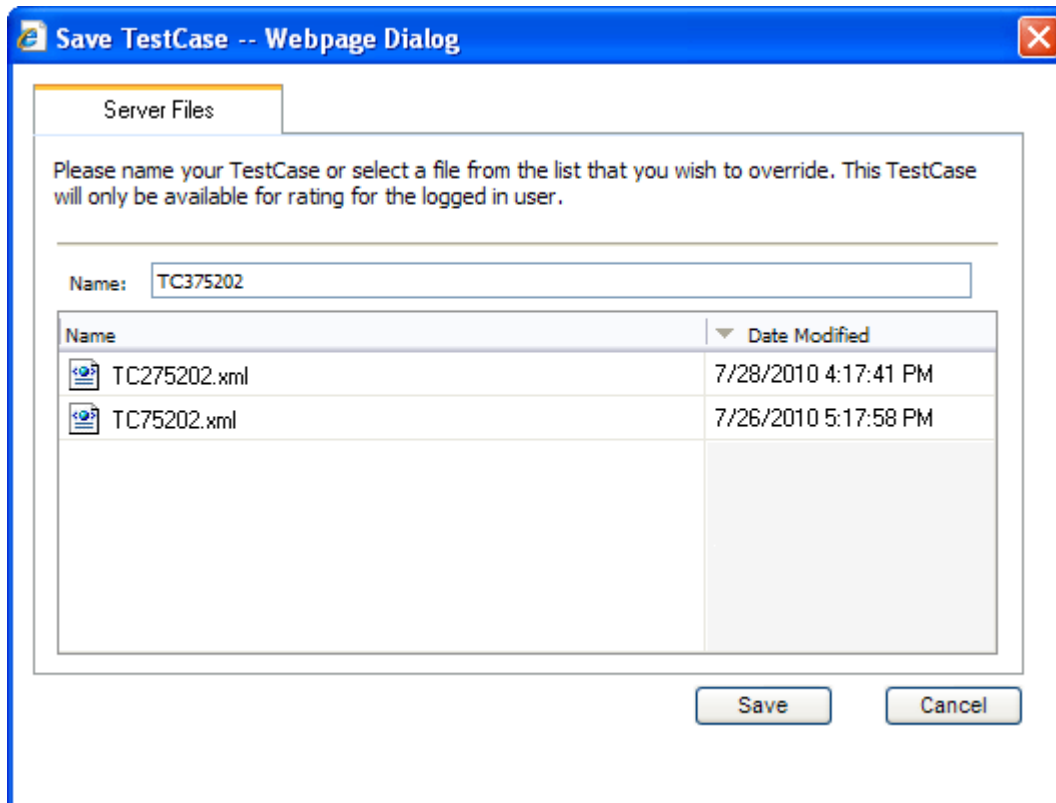 Save TestCase -- Webpage Dialog
Server Files
Please name your TestCase or select a file from the list that you wish to override. This TestCase
will only be available for rating for the logged in user.
Name: TC375202
Name Date Modified
TC275202.xml 7/28/2010 4:17:41 PM
TC75202.xml 7/26/2010 5:17:58 PM
Save Cancel